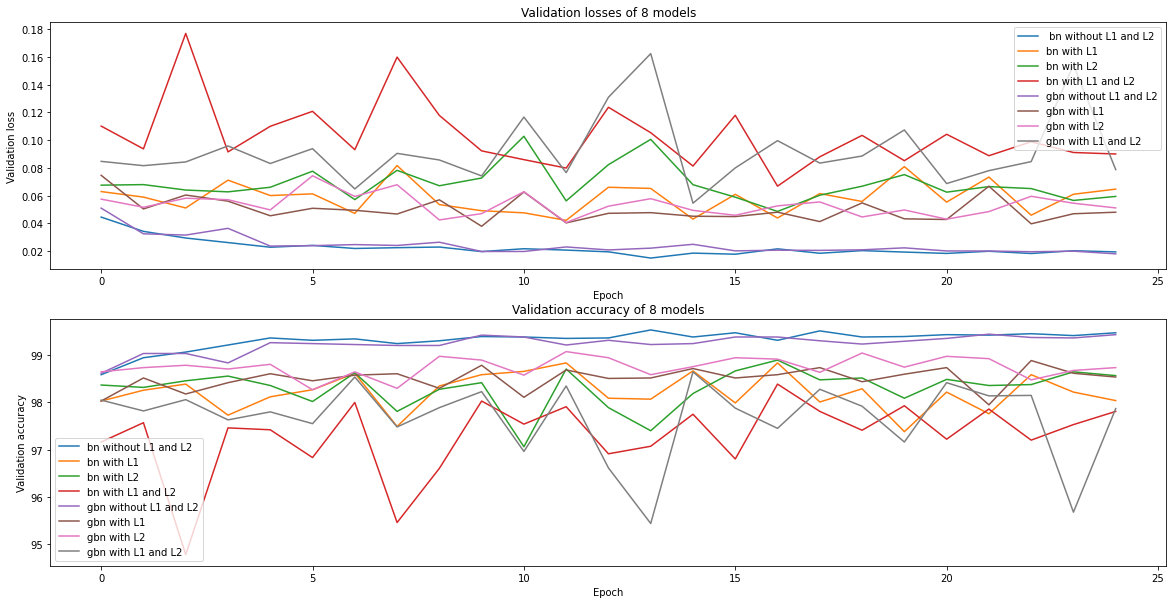 Validation losses of 8 models
0.18
0.16
0.14
0.12
0.10
0.08
0.06
0.04
0.02
Validation loss
bn without L1 and L2
bn with L1
bn with L2
bn with L1 and L2
gbn without L1 and L2
gbn with L1
gbn with L2
gbn with L1 and L2
0 5 10 15 20 25
Epoch
Validation accuracy of 8 models
99
98
97
96
95
Validation accuracy
bn without L1 and L2
bn with L1
bn with L2
bn with L1 and L2
gbn without L1 and L2
gbn with L1
gbn with L2
gbn with L1 and L2
0 5 10 15 20 25
Epoch